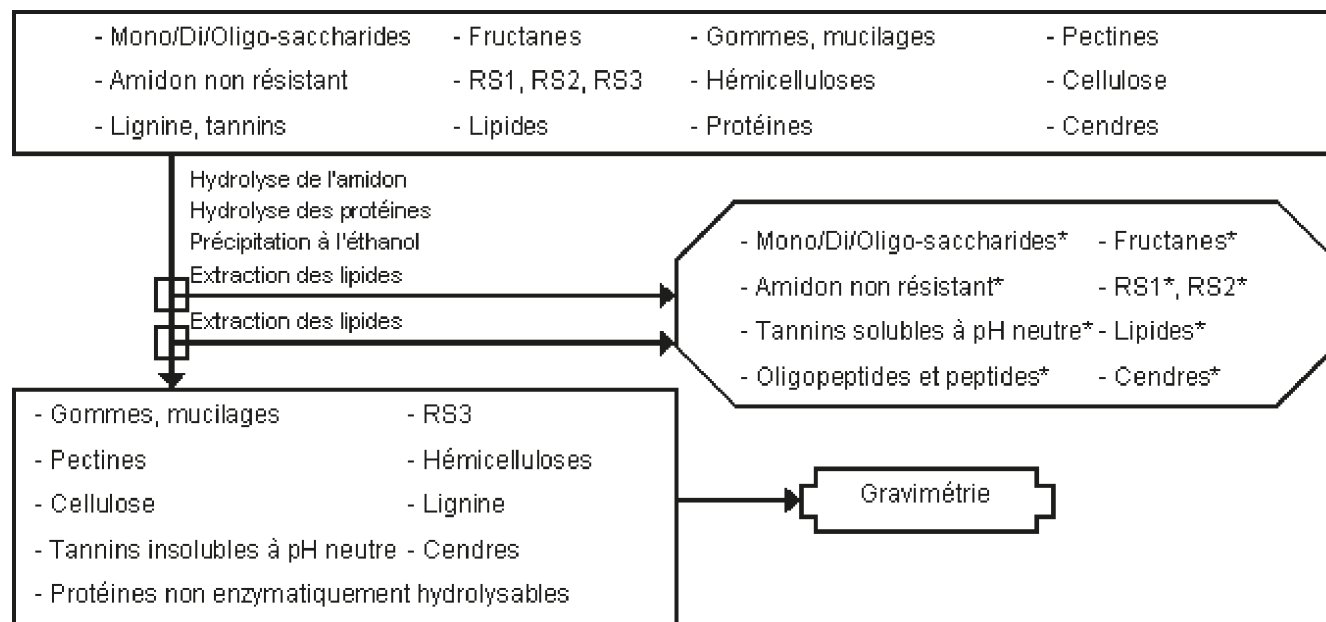 - Mono/Di/Oligo-saccharides - Fructanes - Gommes, mucilages - Pectines
- Amidon non résistant - RS1, RS2, RS3 - Hémicelluloses - Cellulose
- Lignine, tannins - Lipides - Protéines - Cendres
Hydrolyse de l'amidon
Hydrolyse des protéines
Précipitation à l'éthanol
Extraction des lipides
Extraction des lipides
- Mono/Di/Oligo-saccharides* - Fructanes*
- Amidon non résistant* - RS1*, RS2*
- Tannins solubles à pH neutre* - Lipides*
- Oligopeptides et peptides* - Cendres*
- Gommes, mucilages - RS3
- Pectines - Hémicelluloses
- Cellulose - Lignine
- Tannins insolubles à pH neutre - Cendres
- Protéines non enzymatiquement hydrolysables
Gravimétrie